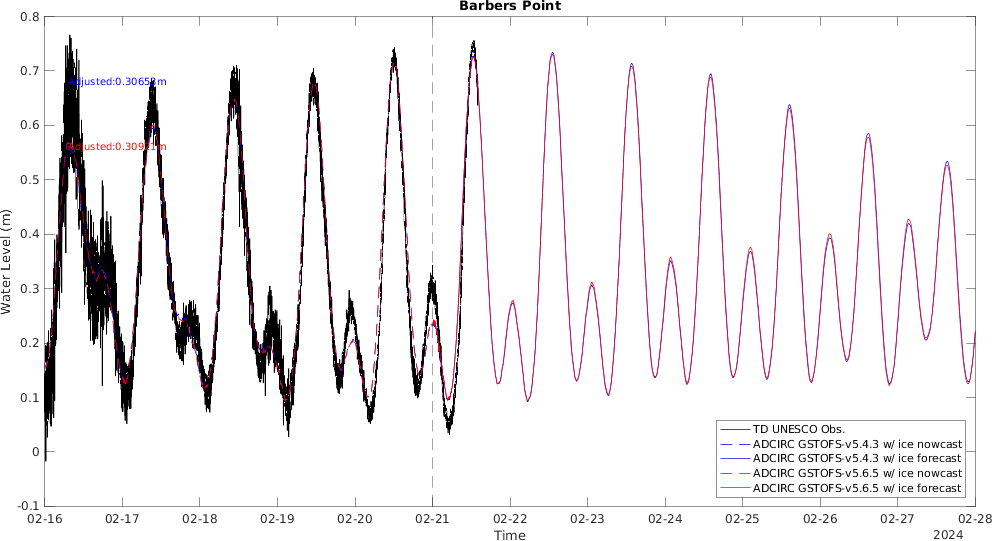 Barbers Point
0.8
0.7
0.6
0.5
0.4
0.3
0.2
0.1
0
-0.1
Water Level (m)
02-16 02-17 02-18 02-19 02-20 02-21 02-22 02-23 02-24 02-25 02-26 02-27 02-28
Time
2024
TD UNESCO Obs.
ADCIRC GSTOFS-v5.4.3 w/ ice nowcast
ADCIRC GSTOFS-v5.4.3 w/ ice forecast
ADCIRC GSTOFS-v5.6.5 w/ ice nowcast
ADCIRC GSTOFS-v5.6.5 w/ ice forecast